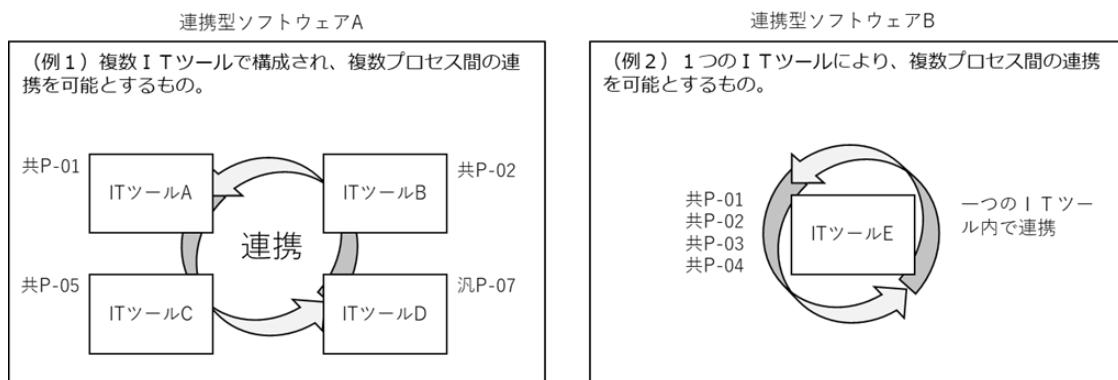 連携型ソフトウェアA
（例１）複数ＩＴツールで構成され、複数プロセス間の連
携を可能とするもの。
共P-01
ITツールA
ITツールB
共P-02
連携
共P-05
ITツールC
ITツールD
汎P-07
連携型ソフトウェアB
（例２）１つのＩＴツールにより、複数プロセス間の連携
を可能とするもの。
共P-01
共P-02
共P-03
共P-04
ITツールE
一つのＩＴツー
ル内で連携